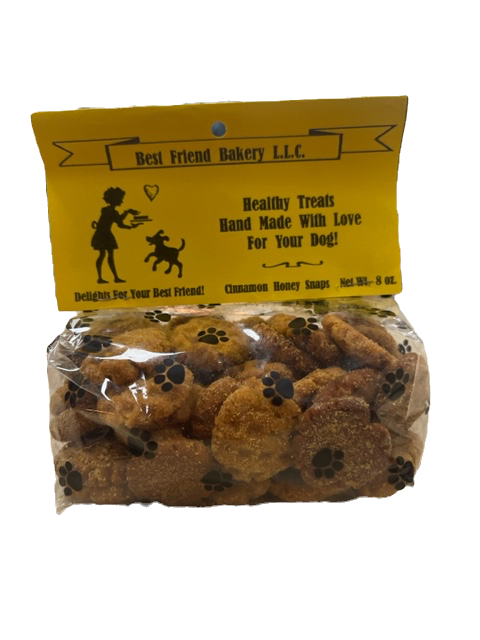 Best Friend Bakery L.L.C.
Healthy Treats
Hand Made With Love
For Your Dog!
Delights For Your Best Friend!
Cinnamon Honey Snaps Net Wt. 8 oz.